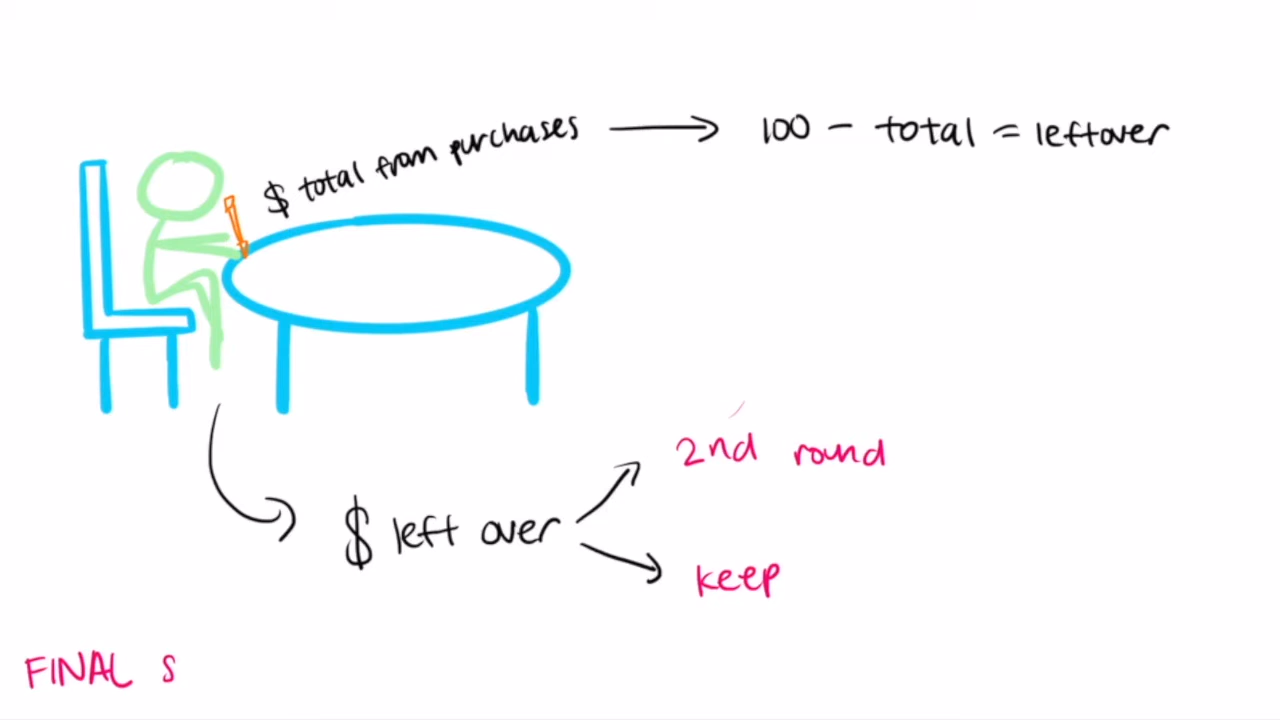 $ total from purchases
100 - total = leftover
2nd round
$ left over
keep
FINAL S